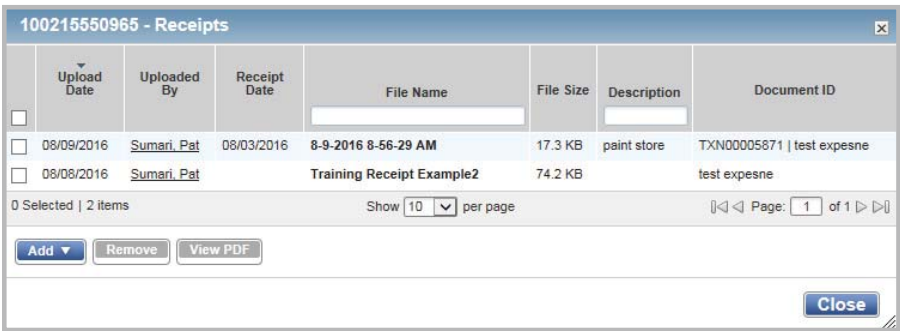 100215550965 - Receipts
Upload Date Uploaded By Receipt Date File Name File Size Description Document ID
08/09/2016 Sumari, Pat 08/03/2016 8-9-2016 8-56-29 AM 17.3 KB paint store TXN00005871 | test expesne
08/08/2016 Sumari, Pat Training Receipt Example2 74.2 KB test expesne
0 Selected | 2 items Show 10 per page Page: 1 of 1
Add Remove View PDF
Close